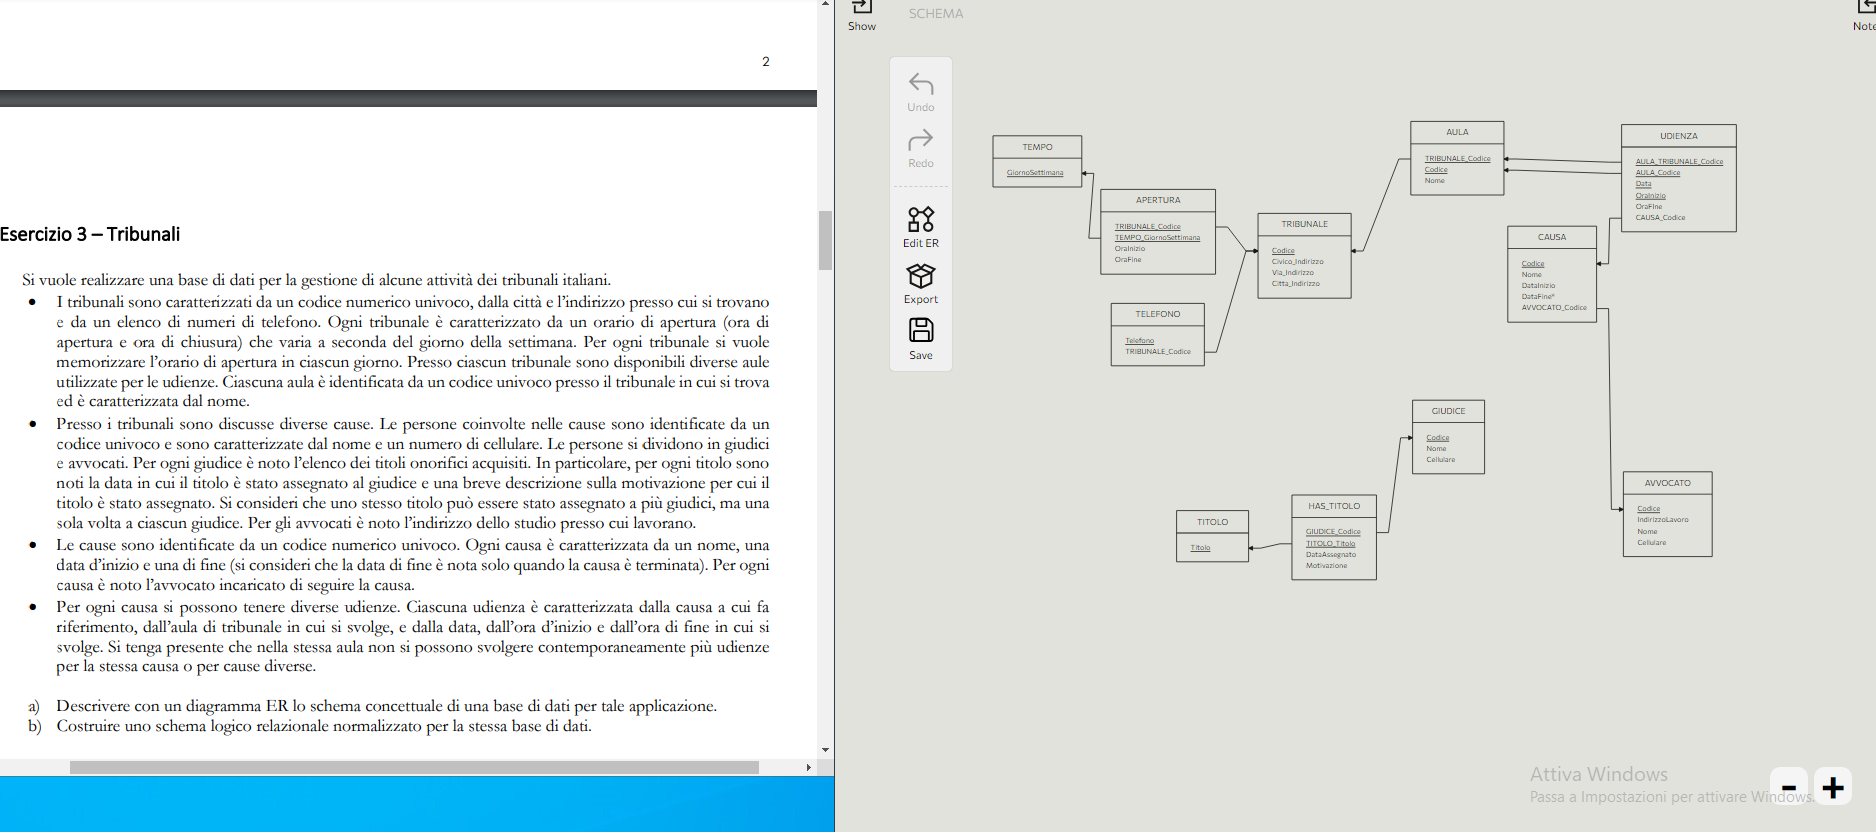 2
Esercizio 3 – Tribunali
Si vuole realizzare una base di dati per la gestione di alcune attività dei tribunali italiani.
• I tribunali sono caratterizzati da un codice numerico univoco, dalla città e l'indirizzo presso cui si trovano
e da un elenco di numeri di telefono. Ogni tribunale è caratterizzato da un orario di apertura (ora di
apertura e ora di chiusura) che varia a seconda del giorno della settimana. Per ogni tribunale si vuole
memorizzare l'orario di apertura in ciascun giorno. Presso ciascun tribunale sono disponibili diverse aule
utilizzate per le udienze. Ciascuna aula è identificata da un codice univoco presso il tribunale in cui si trova
ed è caratterizzata dal nome.
• Presso i tribunali sono discusse diverse cause. Le persone coinvolte nelle cause sono identificate da un
codice univoco e sono caratterizzate dal nome e un numero di cellulare. Le persone si dividono in giudici
e avvocati. Per ogni giudice è noto l'elenco dei titoli onorifici acquisiti. In particolare, per ogni titolo sono
noti la data in cui il titolo è stato assegnato al giudice e una breve descrizione sulla motivazione per cui il
titolo è stato assegnato. Si consideri che uno stesso titolo può essere stato assegnato a più giudici, ma una
sola volta a ciascun giudice. Per gli avvocati è noto l'indirizzo dello studio presso cui lavorano.
• Le cause sono identificate da un codice numerico univoco. Ogni causa è caratterizzata da un nome, una
data d'inizio e una di fine (si consideri che la data di fine è nota solo quando la causa è terminata). Per ogni
causa è noto l'avvocato incaricato di seguire la causa.
• Per ogni causa si possono tenere diverse udienze. Ciascuna udienza è caratterizzata dalla causa a cui fa
riferimento, dall'aula di tribunale in cui si svolge, e dalla data, dall'ora d'inizio e dall'ora di fine in cui si
svolge. Si tenga presente che nella stessa aula non si possono svolgere contemporaneamente più udienze
per la stessa causa o per cause diverse.
a) Descrivere con un diagramma ER lo schema concettuale di una base di dati per tale applicazione.
b) Costruire uno schema logico relazionale normalizzato per la stessa base di dati.
Show
SCHEMA
Undo
Redo
Edit ER
Export
Save
TEMPO
GiornoSettimana
APERTURA
TRIBUNALE_Codice
TEMPO_GiornoSettimana
OraInizio
OraFine
TELEFONO
Telefono
TRIBUNALE_Codice
TRIBUNALE
Codice
Civico_Indirizzo
Via_Indirizzo
Citta_Indirizzo
AULA
TRIBUNALE_Codice
Codice
Nome
UDIENZA
AULA_TRIBUNALE_Codice
AULA_Codice
Data
OraInizio
OraFIne
CAUSA_Codice
CAUSA
Codice
Nome
DataInizio
DataFine*
AVVOCATO_Codice
GIUDICE
Codice
Nome
Cellulare
HAS_TITOLO
GIUDICE_Codice
TITOLO_Titolo
DataAssegnato
Motivazione
TITOLO
Titolo
AVVOCATO
Codice
IndirizzoLavoro
Nome
Cellulare
Attiva Windows
Passa a Impostazioni per attivare Windows.